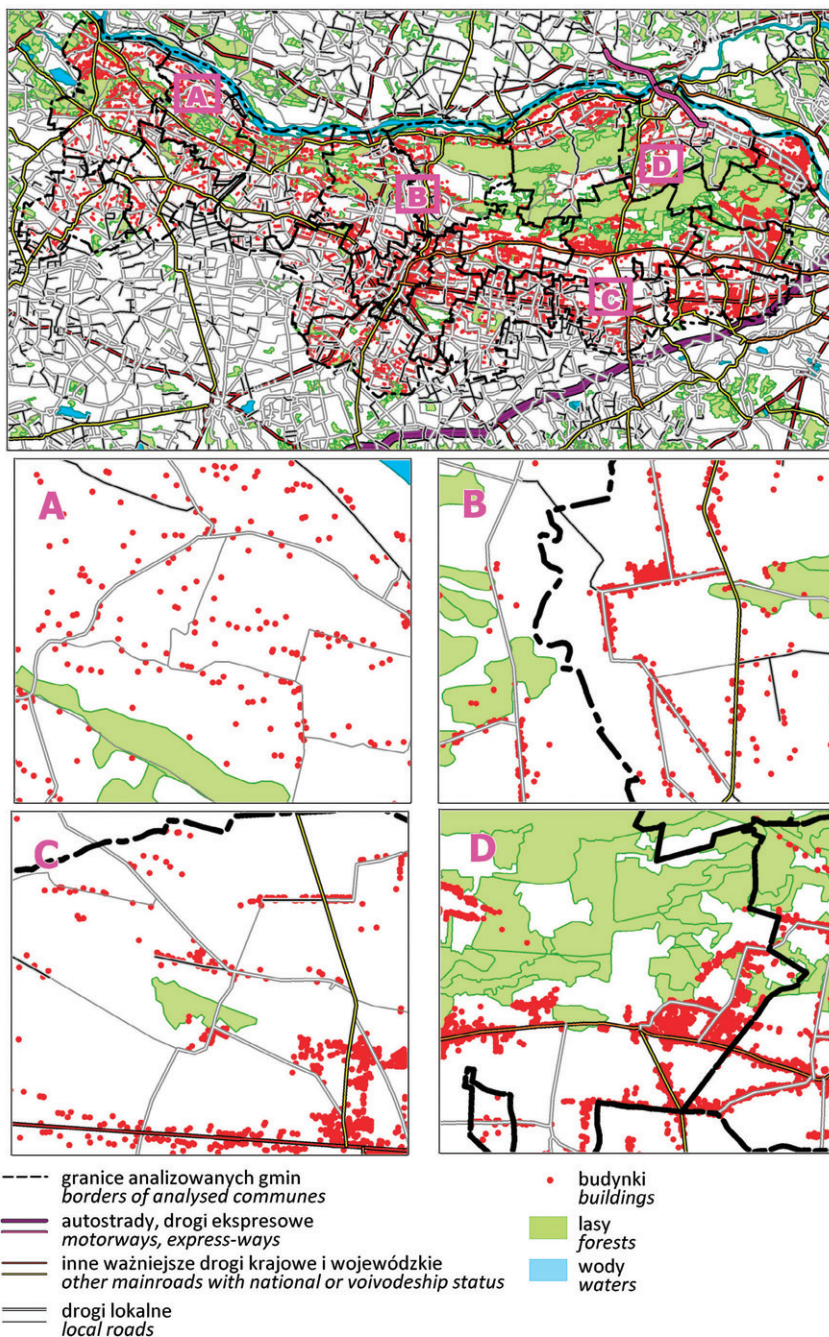 A
B
D
C
A
B
C
D
granice analizowanych gmin
borders of analysed communes
autostrady, drogi ekspresowe
motorways, express-ways
inne ważniejsze drogi krajowe i wojewódzkie
other mainroads with national or voivodeship status
drogi lokalne
local roads
budynki
buildings
lasy
forests
wody
waters